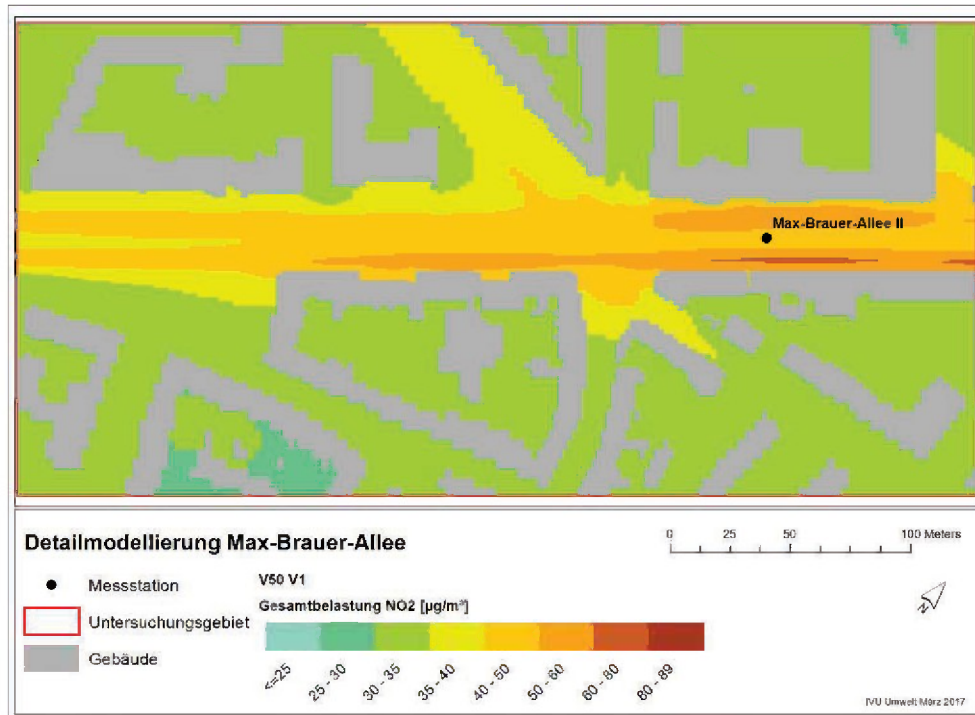 Max-Brauer-Allee II
Detailmodellierung Max-Brauer-Allee
0 25 50 100 Meters
Messstation
Untersuchungsgebiet
Gebäude
V50 V1
Gesamtbelastung NO2 [µg/m³]
<=25
25 - 30
30 - 35
35 - 40
40 - 50
50 - 60
60 - 80
80 - 89
N
IVU Umwelt März 2017